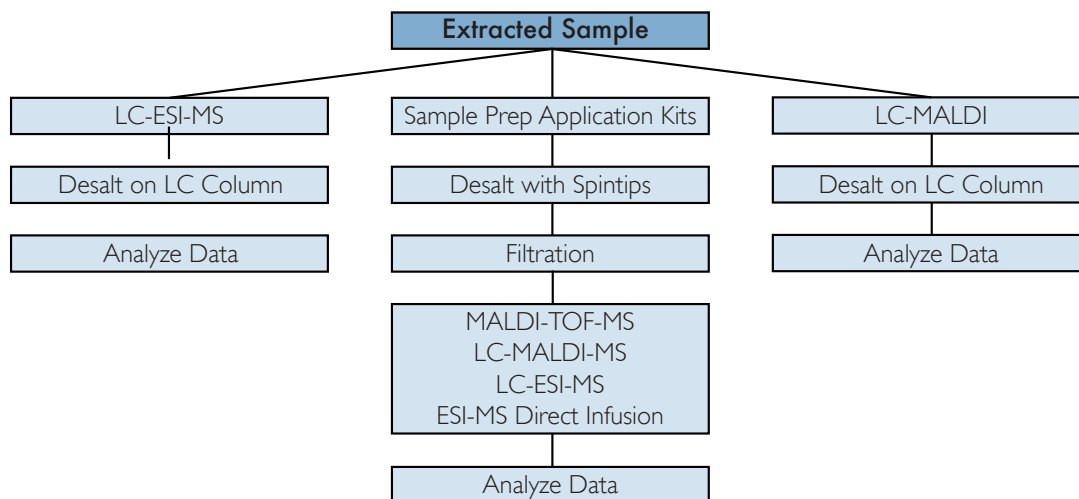 Extracted Sample
LC-ESI-MS
Sample Prep Application Kits
LC-MALDI
Desalt on LC Column
Desalt with Spintips
Desalt on LC Column
Analyze Data
Filtration
Analyze Data
MALDI-TOF-MS
LC-MALDI-MS
LC-ESI-MS
ESI-MS Direct Infusion
Analyze Data